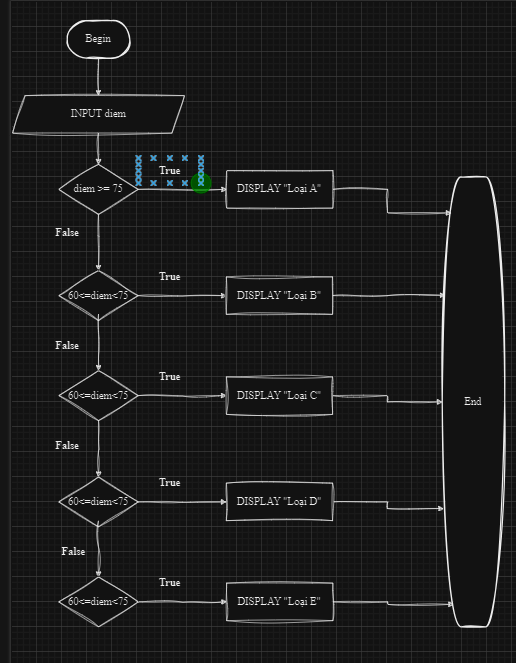 Begin
INPUT diem
True
diem >= 75
DISPLAY "Loại A"
False
True
60<=diem<75
DISPLAY "Loại B"
False
True
60<=diem<75
DISPLAY "Loại C"
End
False
True
60<=diem<75
DISPLAY "Loại D"
False
True
60<=diem<75
DISPLAY "Loại E"